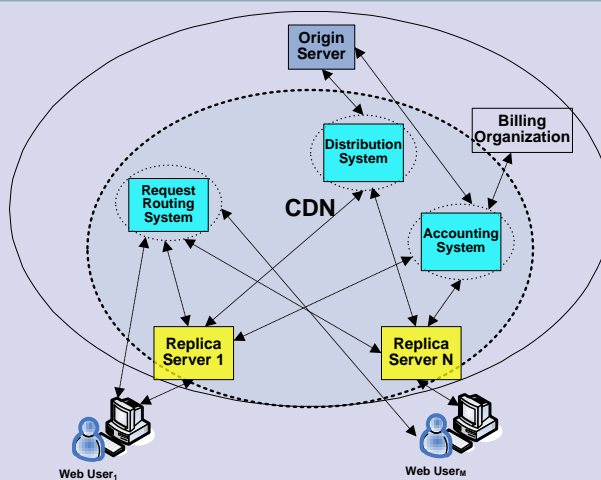 Origin
Server
Billing
Organization
Distribution
System
Request
Routing
System
CDN
Accounting
System
Replica
Server 1
Replica
Server N
Web User1
Web UserM